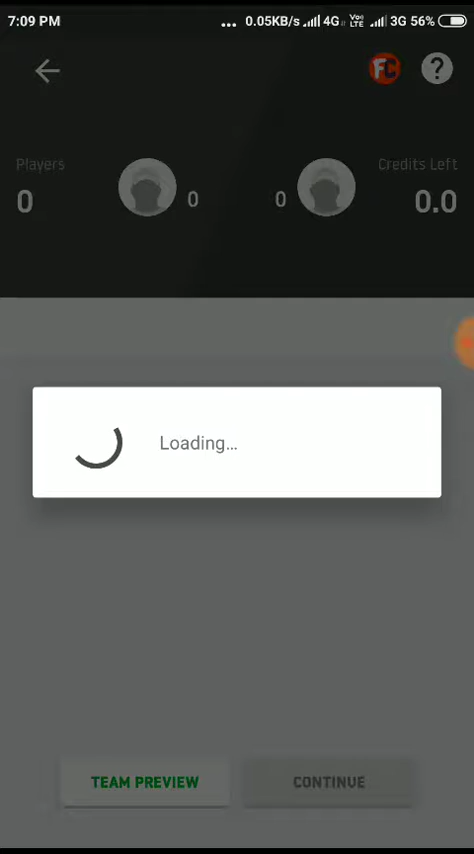 7:09 PM ... 0.05KB/s 4G Vo) LTE 3G 56%
FC ?
Players Credits Left
0 0 0 0.0
Loading...
TEAM PREVIEW CONTINUE